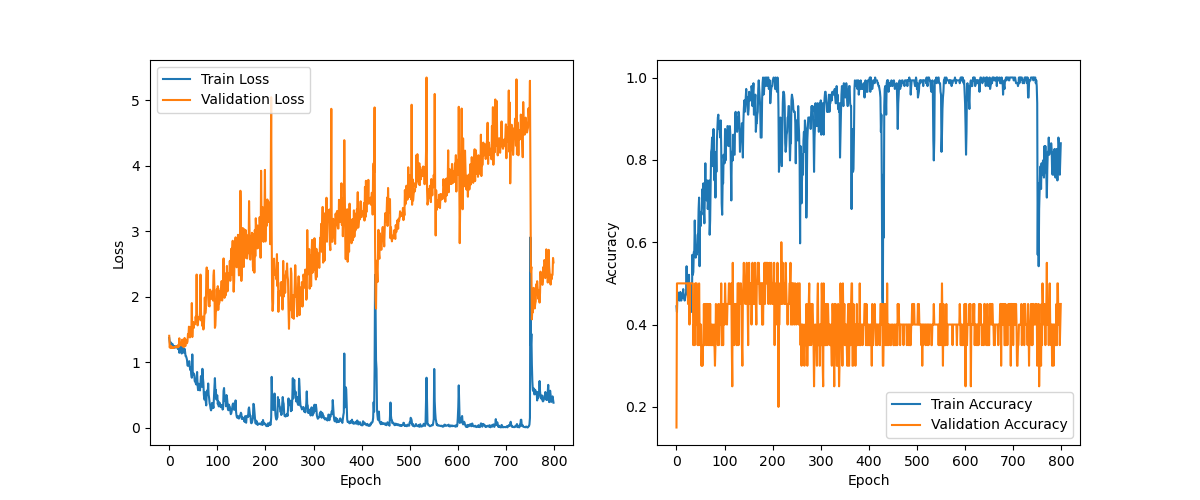 Train Loss
Validation Loss
5
4
3
2
1
0
Loss
0 100 200 300 400 500 600 700 800
Epoch
1.0
0.8
0.6
0.4
0.2
Accuracy
Train Accuracy
Validation Accuracy
0 100 200 300 400 500 600 700 800
Epoch